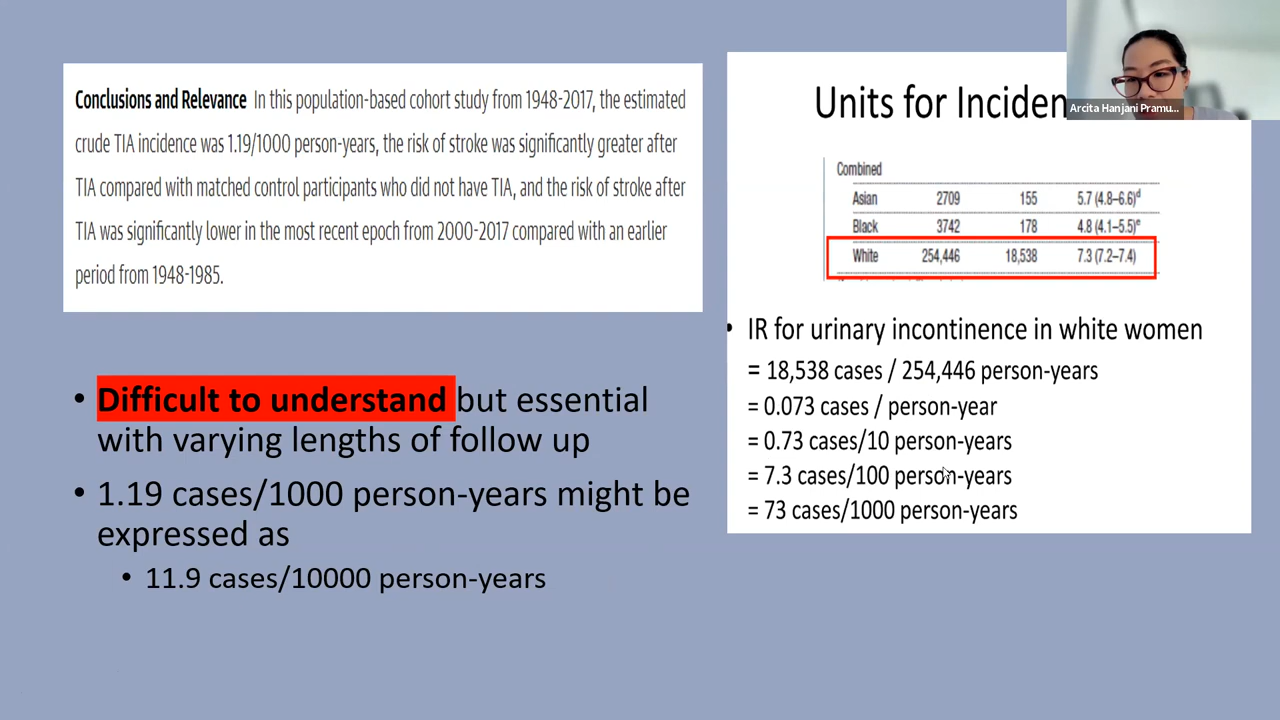 Conclusions and Relevance In this population-based cohort study from 1948-2017, the estimated
crude TIA incidence was 1.19/1000 person-years, the risk of stroke was significantly greater after
TIA compared with matched control participants who did not have TIA, and the risk of stroke after
TIA was significantly lower in the most recent epoch from 2000-2017 compared with an earlier
period from 1948-1985.
• Difficult to understand but essential
with varying lengths of follow up
• 1.19 cases/1000 person-years might be
expressed as
• 11.9 cases/10000 person-years
Units for Inciden
Combined
Asian 2709 155 5.7 (4.8–6.6)d
Black 3742 178 4.8 (4.1–5.5)e
White 254,446 18,538 7.3 (7.2–7.4)
• IR for urinary incontinence in white women
= 18,538 cases / 254,446 person-years
= 0.073 cases / person-year
= 0.73 cases/10 person-years
= 7.3 cases/100 person-years
= 73 cases/1000 person-years
Arcita Hanjani Pramu...